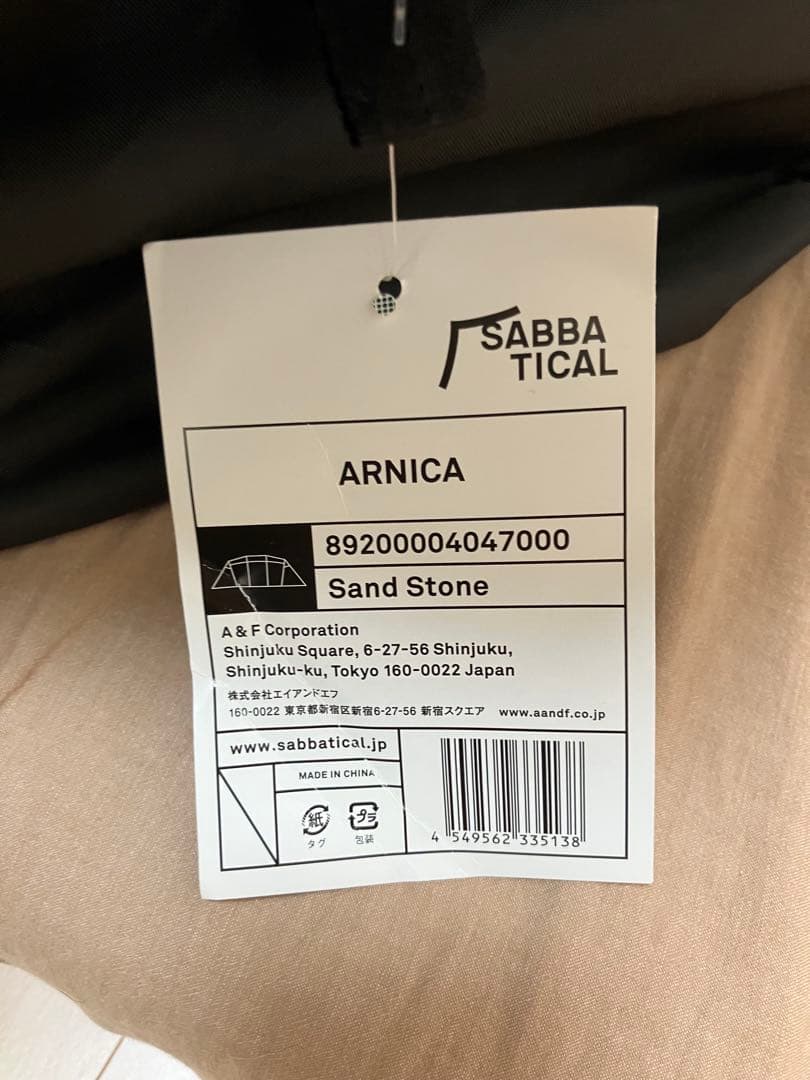 SABBA
TICAL
ARNICA
89200004047000
Sand Stone
A & F Corporation
Shinjuku Square, 6-27-56 Shinjuku,
Shinjuku-ku, Tokyo 160-0022 Japan
株式会社エイアンドエフ
160-0022 東京都新宿区新宿6-27-56 新宿スクエア www.aandf.co.jp
www.sabbatical.jp
MADE IN CHINA
紙 プラ
タグ 包装
4 549562 335138